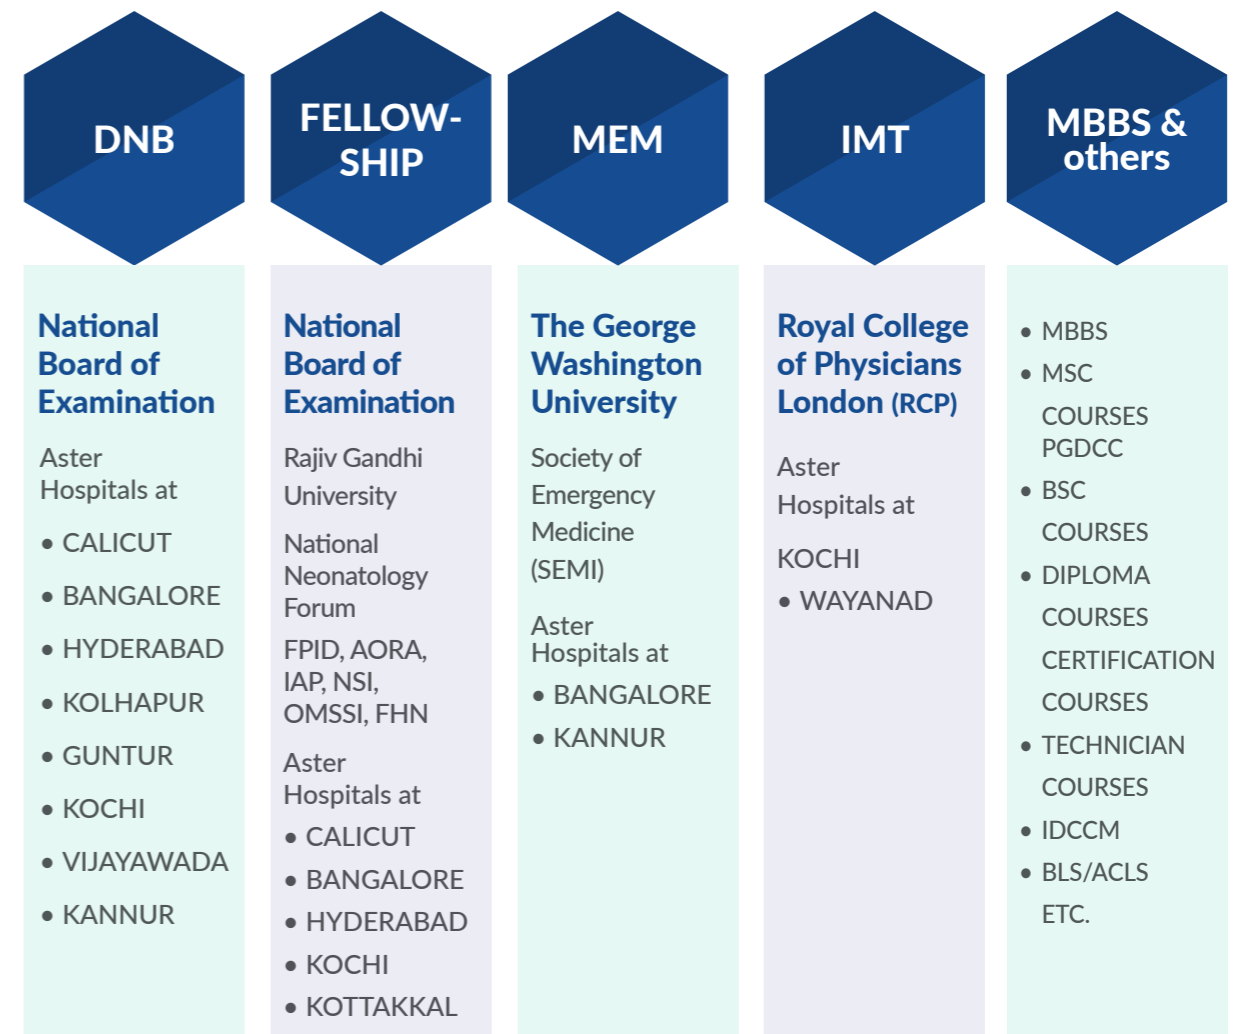 DNB
National
Board of
Examination
Aster
Hospitals at
• CALICUT
• BANGALORE
• HYDERABAD
• KOLHAPUR
• GUNTUR
• KOCHI
• VIJAYAWADA
• KANNUR
FELLOW-
SHIP
National
Board of
Examination
Rajiv Gandhi
University
National
Neonatology
Forum
FPID, AORA,
IAP, NSI,
OMSSI, FHN
Aster
Hospitals at
• CALICUT
• BANGALORE
• HYDERABAD
• KOCHI
• KOTTAKKAL
MEM
The George
Washington
University
Society of
Emergency
Medicine
(SEMI)
Aster
Hospitals at
• BANGALORE
• KANNUR
IMT
Royal College
of Physicians
London (RCP)
Aster
Hospitals at
KOCHI
• WAYANAD
MBBS &
others
• MBBS
• MSC
COURSES
PGDCC
• BSC
COURSES
• DIPLOMA
COURSES
CERTIFICATION
COURSES
• TECHNICIAN
COURSES
• IDCCM
• BLS/ACLS
ETC.